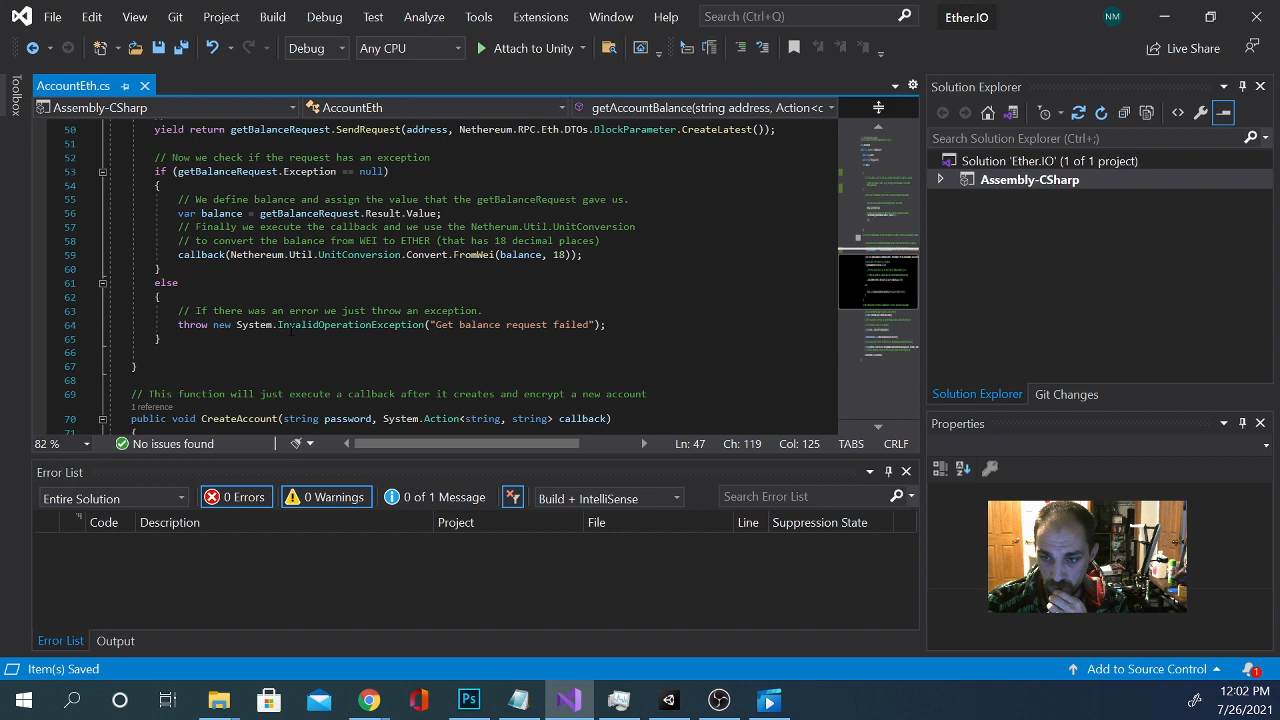 File Edit View Git Project Build Debug Test Analyze Tools Extensions Window Help Search (Ctrl+Q) Ether.IO NM
Debug Any CPU Attach to Unity Live Share
Toolbox
AccountEth.cs
Assembly-CSharp AccountEth getAccountBalance(string address, Action<c
50 yield return getBalanceRequest.SendRequest(address, Nethereum.RPC.Eth.DTOs.BlockParameter.CreateLatest());
51
52 Now we check if the request has an exception
53 getBalanceRequest.Exception == null)
54
55 We define balance and assign the value that the getBalanceRequest gave us.
56 var balance = getBalanceRequest.Result.Value;
57 Finally we execute the callback and we use the Netherum.Util.UnitConversion
58 to convert the balance from WEI to ETHER (that has 18 decimal places)
59 callback(Nethereum.Util.UnitConversion.Convert.FromWei(balance, 18));
60
61
62
63 If there was an error we just throw an exception.
64 throw new System.InvalidOperationException("Get balance request failed");
65 }
66
67 }
68
69 // This function will just execute a callback after it creates and encrypt a new account
1 reference
70 public void CreateAccount(string password, System.Action<string, string> callback)
71 {
82 % No issues found Ln: 47 Ch: 119 Col: 125 TABS CRLF
Error List
Entire Solution 0 Errors 0 Warnings 0 of 1 Message Build + IntelliSense Search Error List
Code Description Project File Line Suppression State
Error List Output
Solution Explorer
Search Solution Explorer (Ctrl+;)
Solution 'Ether.IO' (1 of 1 project)
Assembly-CSharp
Solution Explorer Git Changes
Properties
Item(s) Saved Add to Source Control 1
Ps
12:02 PM
7/26/2021